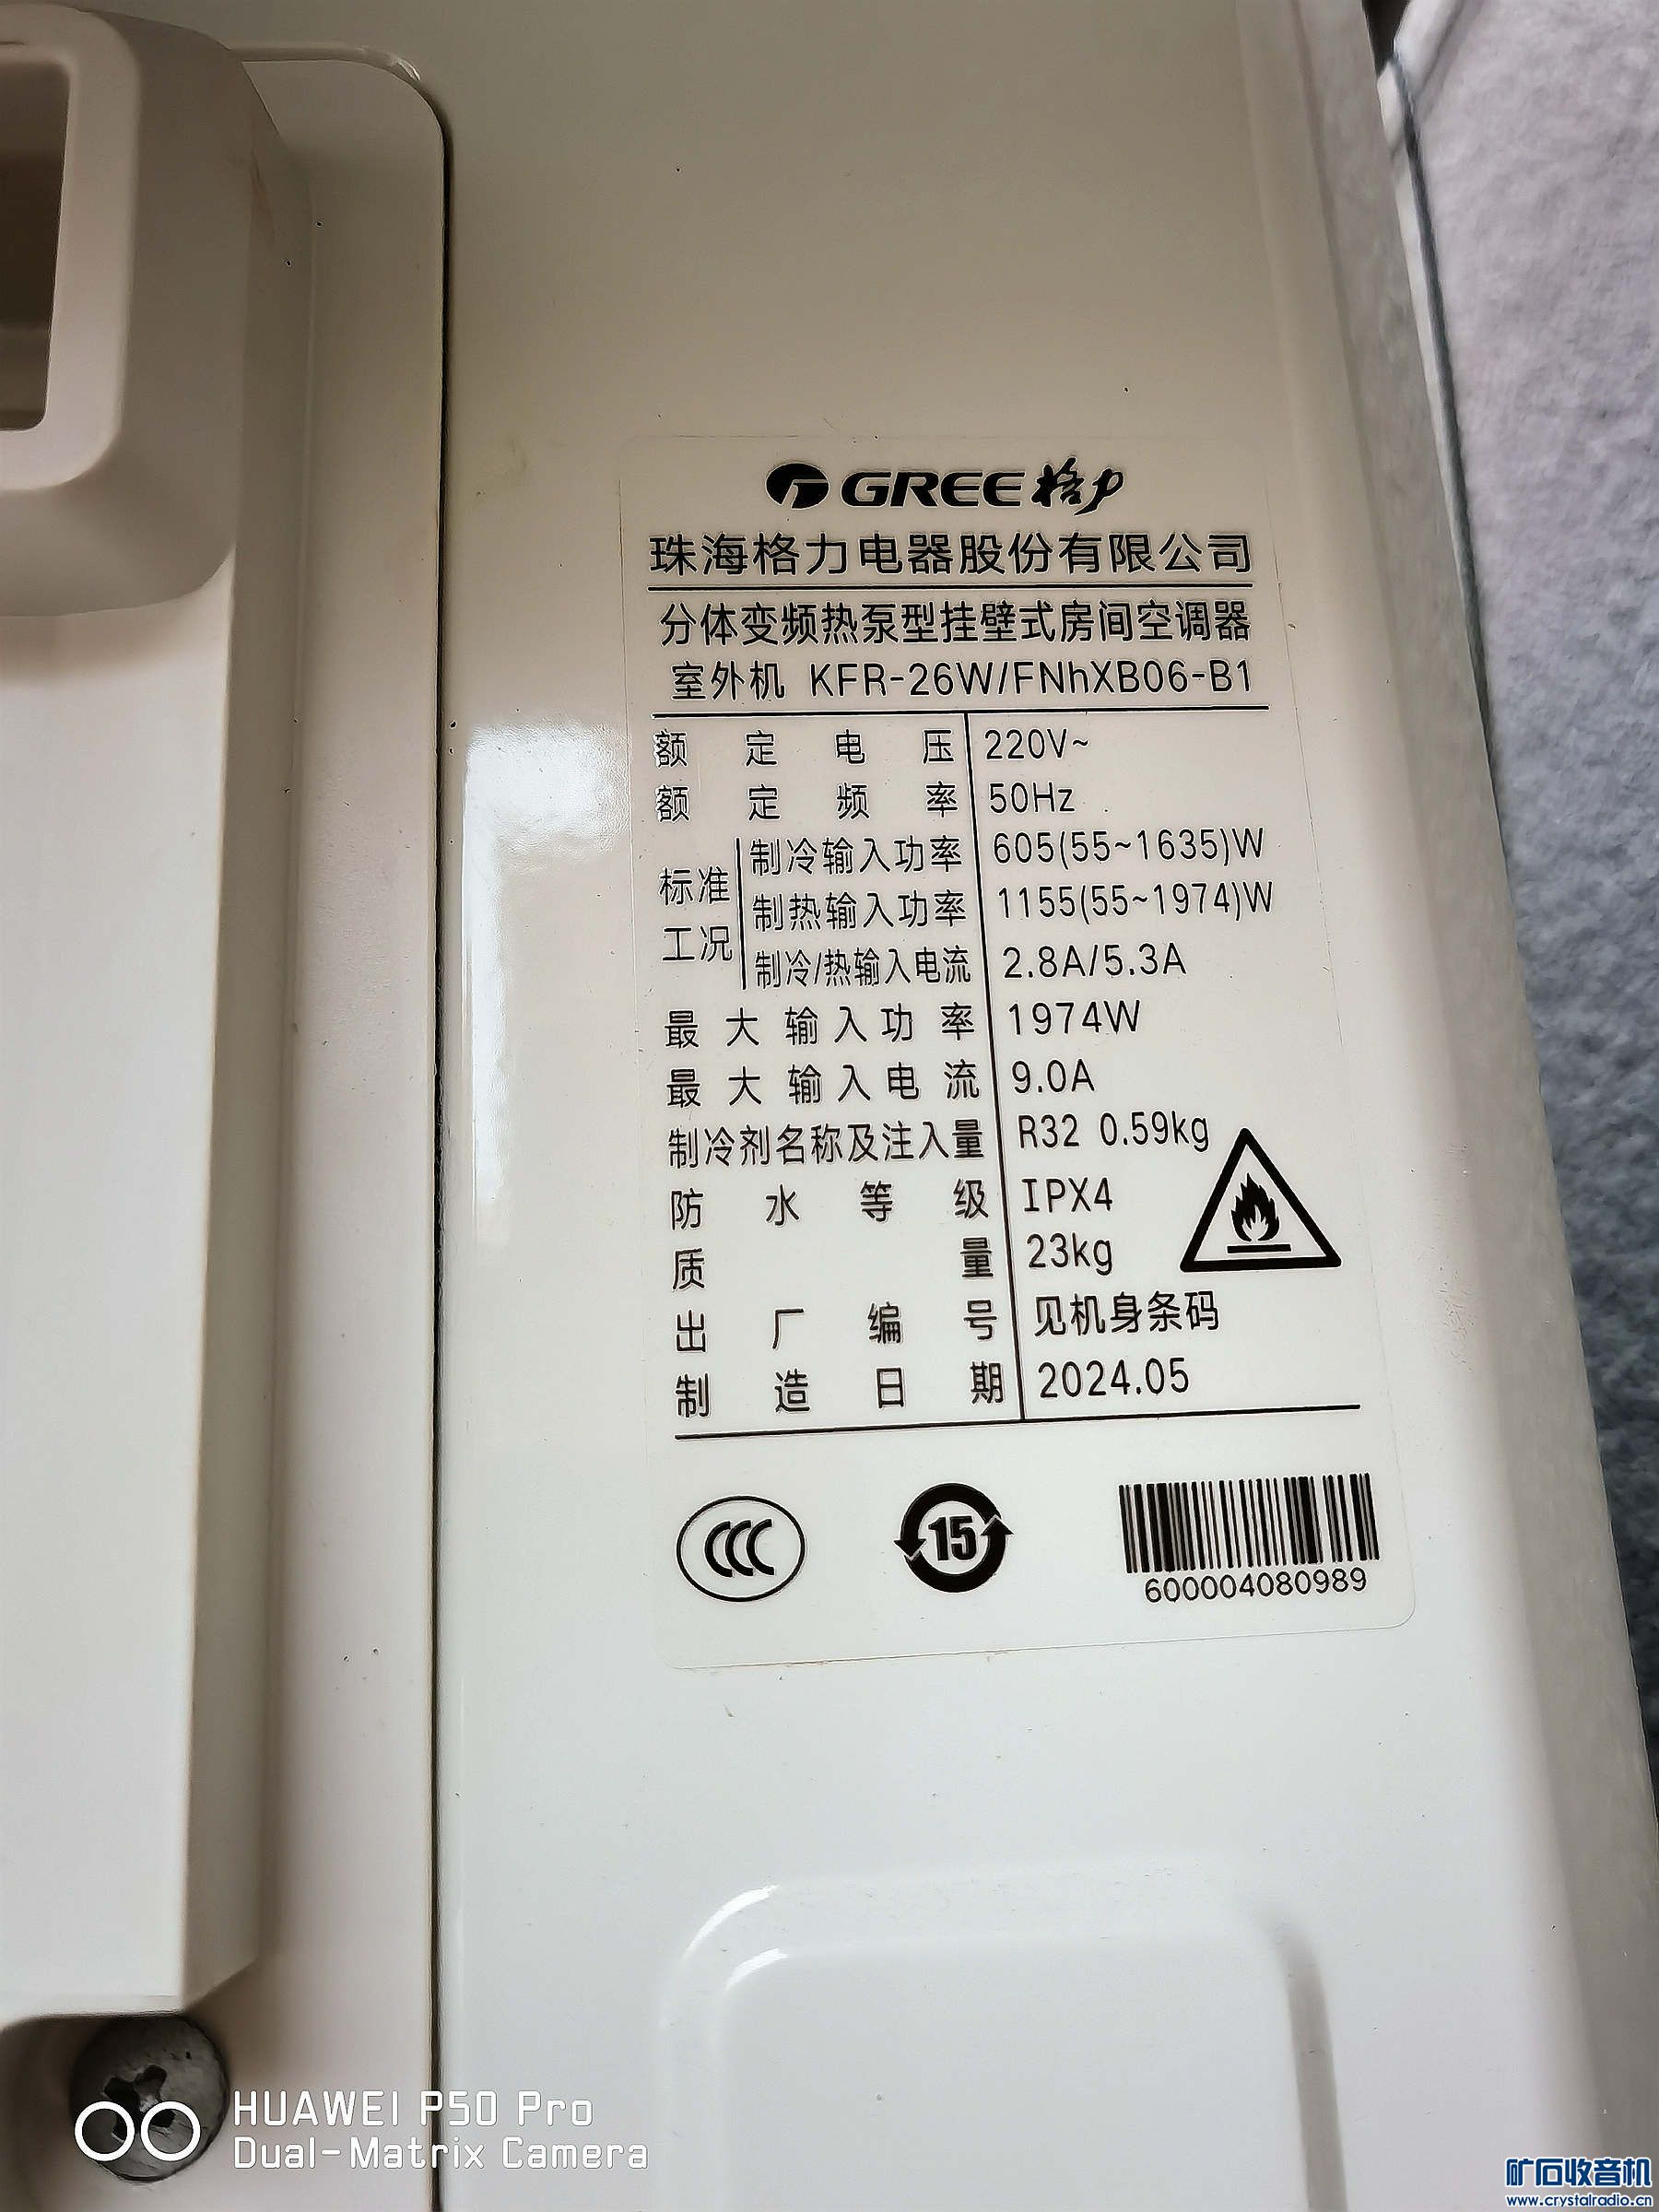 GREE格力
珠海格力电器股份有限公司
分体变频热泵型挂壁式房间空调器
室外机 KFR-26W/FNhXB06-B1
额定电压 220V~
额定频率 50Hz
标准工况
制冷输入功率 605(55~1635)W
制热输入功率 1155(55~1974)W
制冷/热输入电流 2.8A/5.3A
最大输入功率 1974W
最大输入电流 9.0A
制冷剂名称及注入量 R32 0.59kg
防水等级 IPX4
质量 23kg
出厂编号 见机身条码
制造日期 2024.05
CCC
15
600004080989
HUAWEI P50 Pro
Dual-Matrix Camera
矿石收音机
www.crystalradio.cn